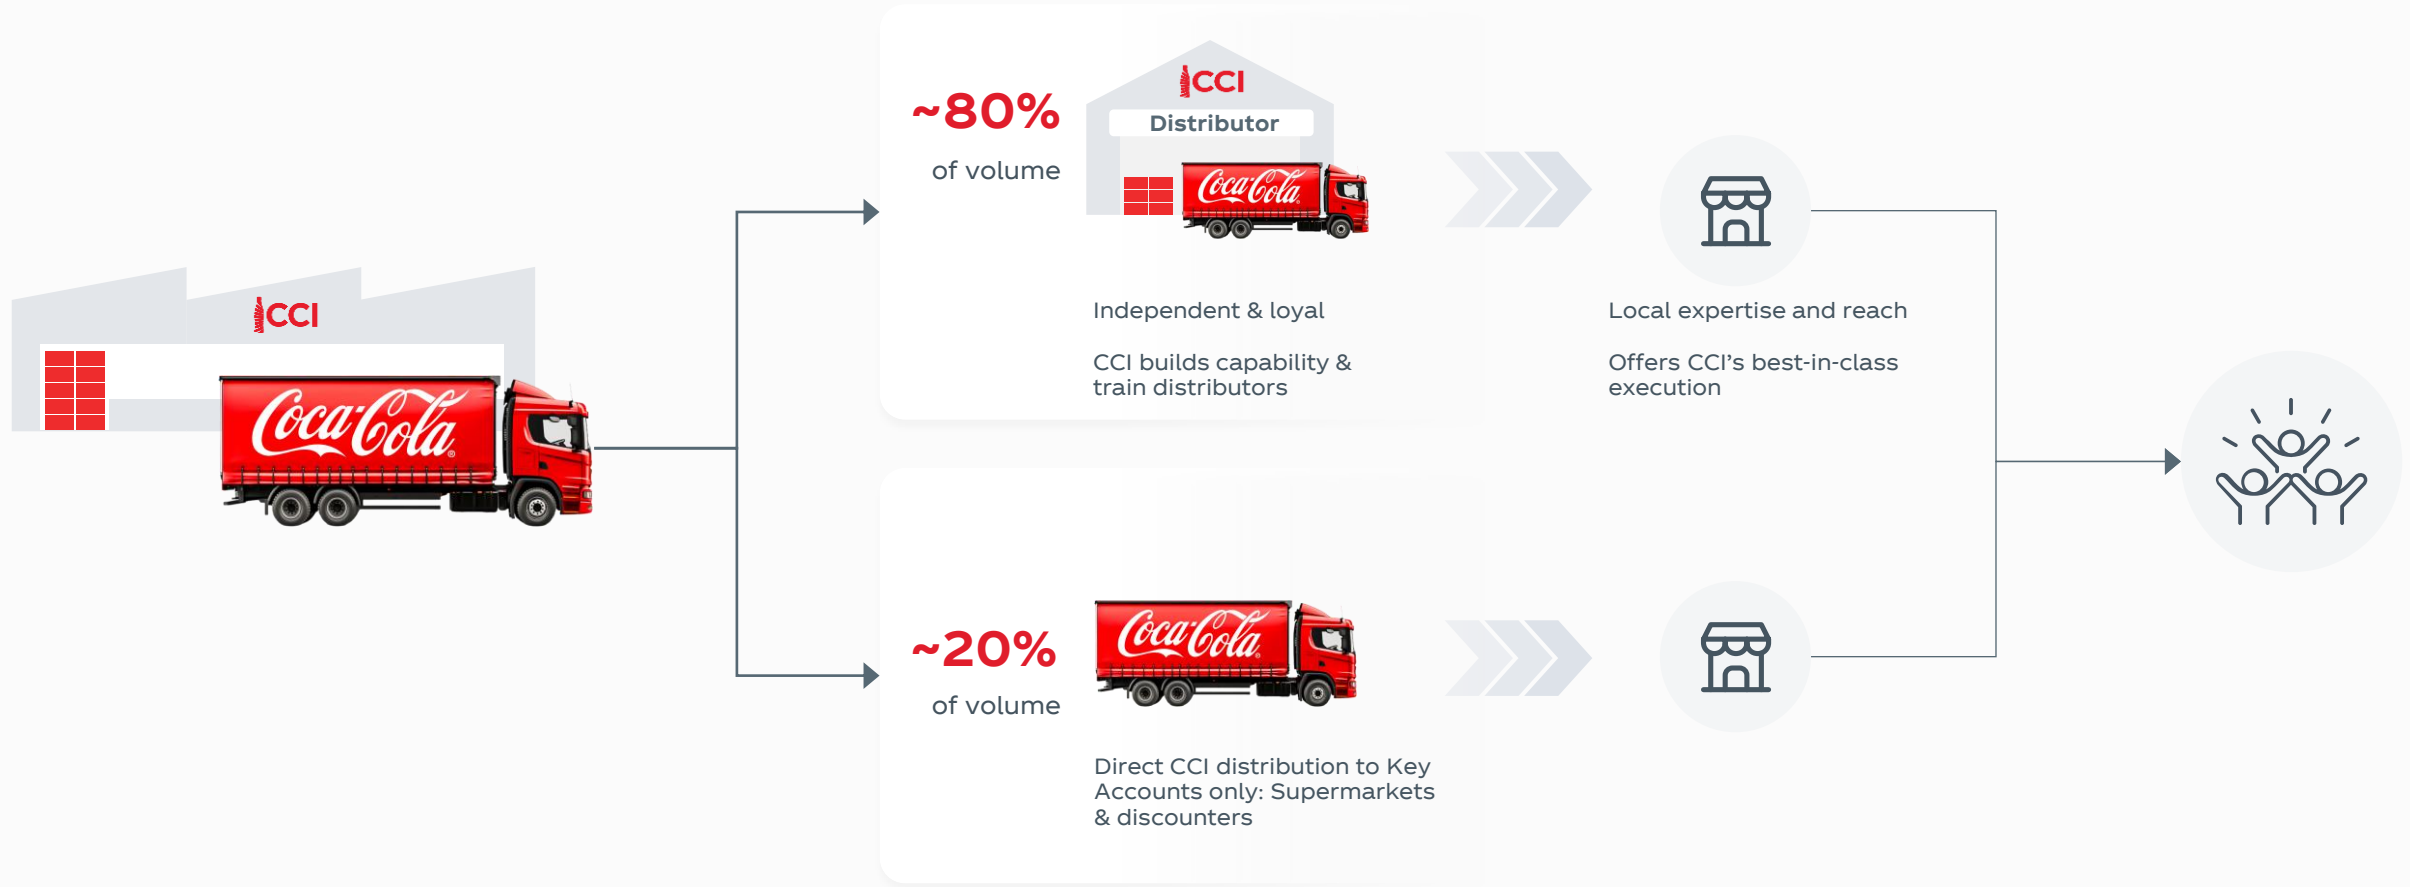 CCI
Coca-Cola
~80%
of volume
CCI
Distributor
Coca-Cola
Independent & loyal
CCI builds capability &
train distributors
Local expertise and reach
Offers CCI’s best-in-class
execution
~20%
of volume
Coca-Cola
Direct CCI distribution to Key
Accounts only: Supermarkets
& discounters